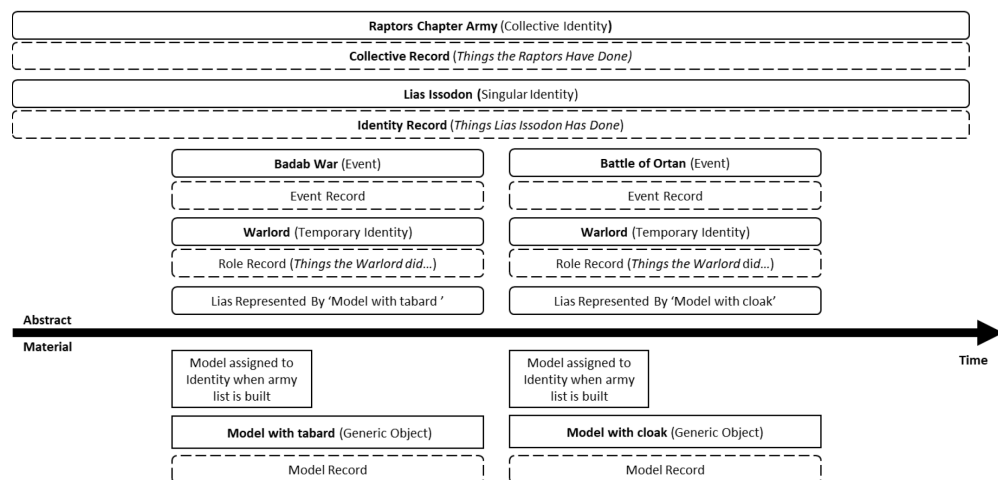 Raptors Chapter Army (Collective Identity)
Collective Record (Things the Raptors Have Done)
Lias Issodon (Singular Identity)
Identity Record (Things Lias Issodon Has Done)
Badab War (Event)
Event Record
Warlord (Temporary Identity)
Role Record (Things the Warlord did...)
Lias Represented By ‘Model with tabard ’
Battle of Ortan (Event)
Event Record
Warlord (Temporary Identity)
Role Record (Things the Warlord did...)
Lias Represented By ‘Model with cloak’
Abstract
Material
Time
Model assigned to
Identity when army
list is built
Model with tabard (Generic Object)
Model Record
Model assigned to
Identity when army
list is built
Model with cloak (Generic Object)
Model Record